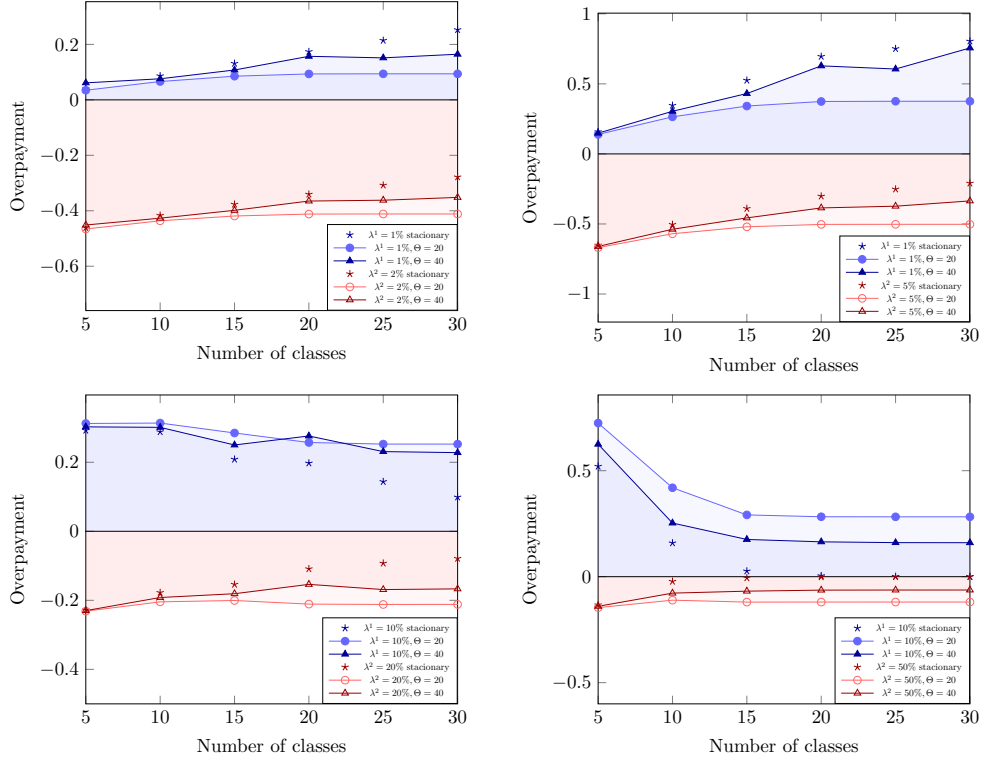 0.2
0
−0.2
−0.4
−0.6
Overpayment
5 10 15 20 25 30
Number of classes
λ¹ = 1% stacionary
λ¹ = 1%, Θ = 20
λ¹ = 1%, Θ = 40
λ² = 2% stacionary
λ² = 2%, Θ = 20
λ² = 2%, Θ = 40
1
0.5
0
−0.5
−1
Overpayment
5 10 15 20 25 30
Number of classes
λ¹ = 1% stacionary
λ¹ = 1%, Θ = 20
λ¹ = 1%, Θ = 40
λ² = 5% stacionary
λ² = 5%, Θ = 20
λ² = 5%, Θ = 40
0.2
0
−0.2
−0.4
Overpayment
5 10 15 20 25 30
Number of classes
λ¹ = 10% stacionary
λ¹ = 10%, Θ = 20
λ¹ = 10%, Θ = 40
λ² = 20% stacionary
λ² = 20%, Θ = 20
λ² = 20%, Θ = 40
0.5
0
−0.5
Overpayment
5 10 15 20 25 30
Number of classes
λ¹ = 10% stacionary
λ¹ = 10%, Θ = 20
λ¹ = 10%, Θ = 40
λ² = 50% stacionary
λ² = 50%, Θ = 20
λ² = 50%, Θ = 40